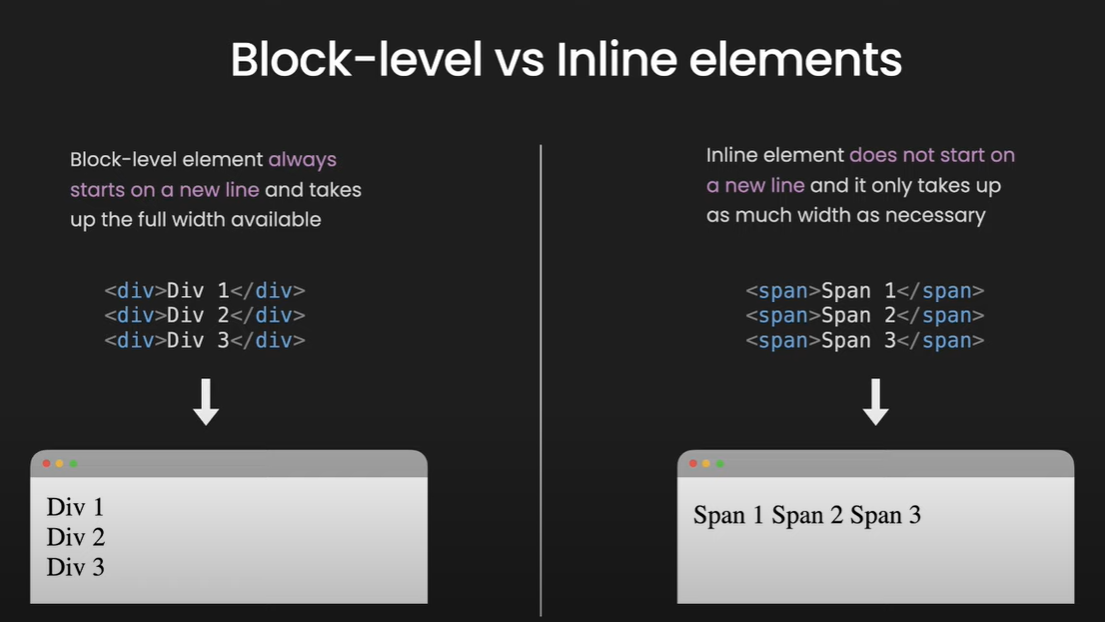 Block-level vs Inline elements
Block-level element always
starts on a new line and takes
up the full width available
<div>Div 1</div>
<div>Div 2</div>
<div>Div 3</div>
Div 1
Div 2
Div 3
Inline element does not start on
a new line and it only takes up
as much width as necessary
<span>Span 1</span>
<span>Span 2</span>
<span>Span 3</span>
Span 1 Span 2 Span 3